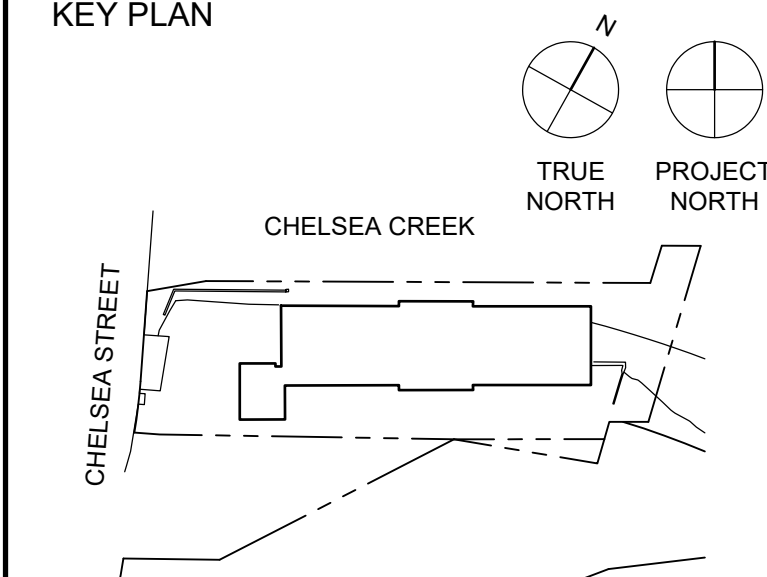 KEY PLAN
N
TRUE
NORTH
PROJECT
NORTH
CHELSEA CREEK
CHELSEA STREET